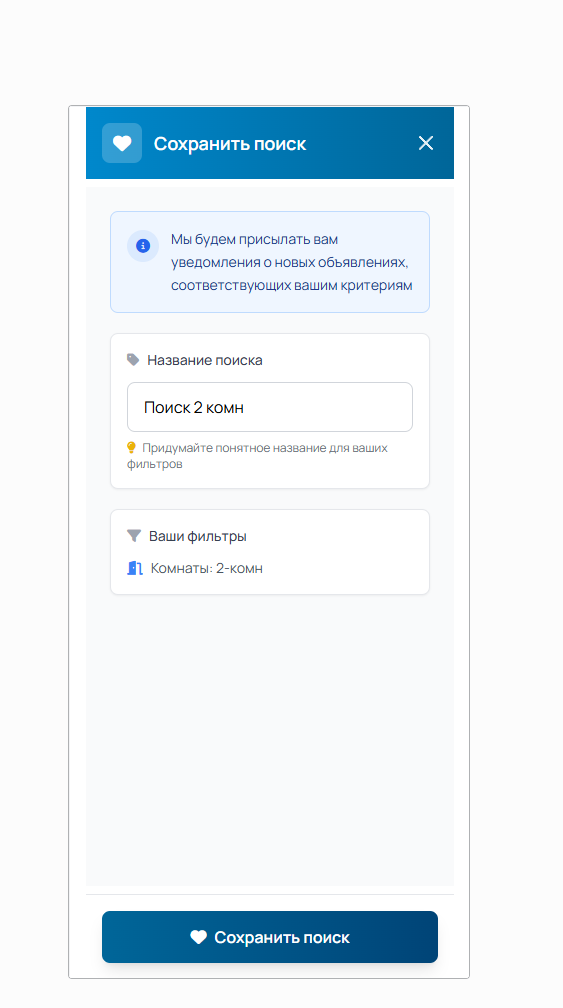 Сохранить поиск
Мы будем присылать вам
уведомления о новых объявлениях,
соответствующих вашим критериям
Название поиска
Поиск 2 комн
Придумайте понятное название для ваших
фильтров
Ваши фильтры
Комнаты: 2-комн
Сохранить поиск